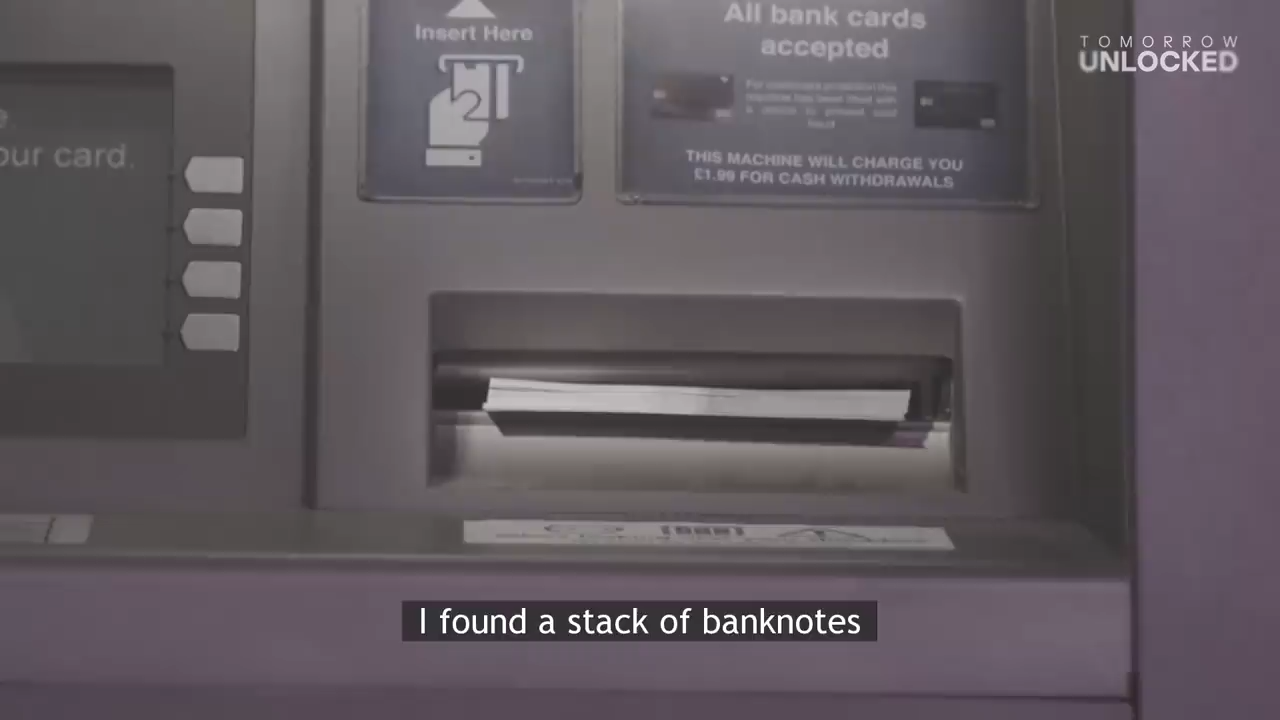 e.
our card.
Insert Here
All bank cards
accepted
THIS MACHINE WILL CHARGE YOU
£1.99 FOR CASH WITHDRAWALS
TOMORROW
UNLOCKED
I found a stack of banknotes